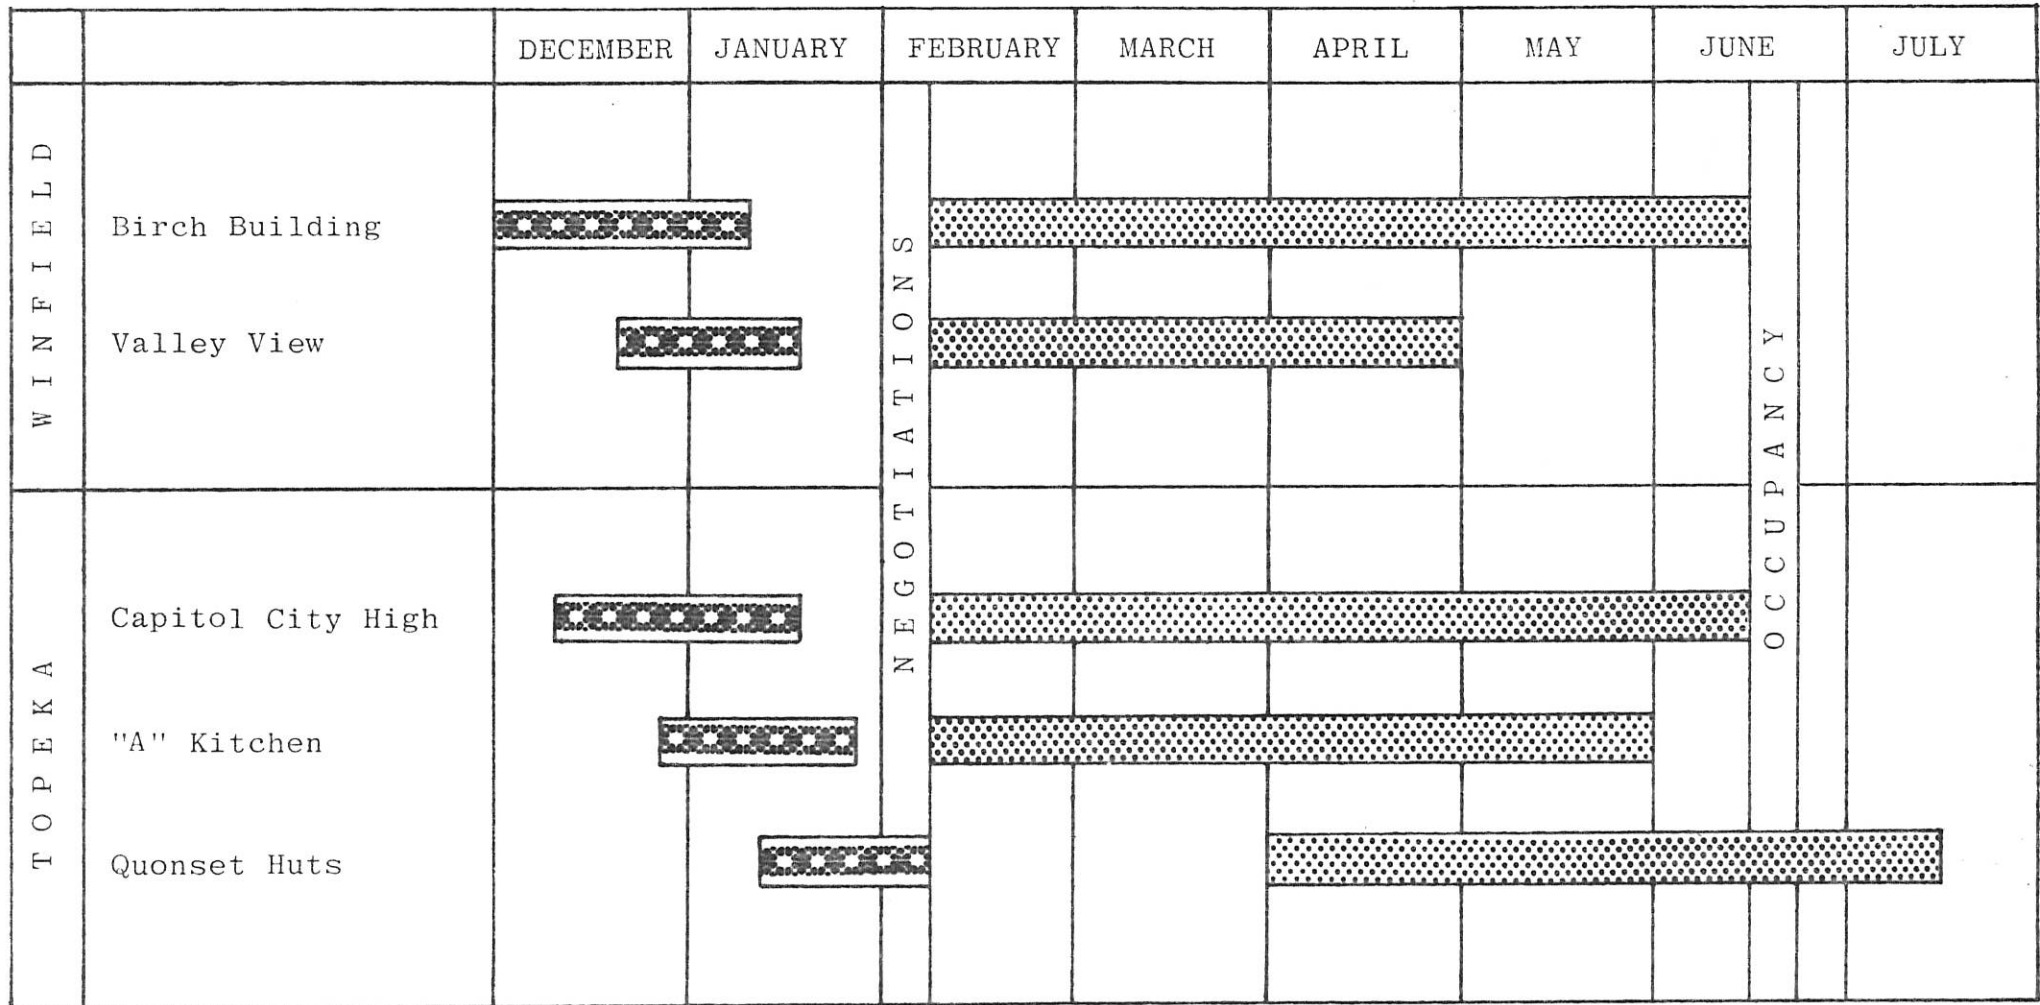 DECEMBER JANUARY FEBRUARY MARCH APRIL MAY JUNE JULY
WINFIELD
Birch Building
Valley View
NEGOTIATIONS
OCCUPANCY
TOPEKA
Capitol City High
"A" Kitchen
Quonset Huts